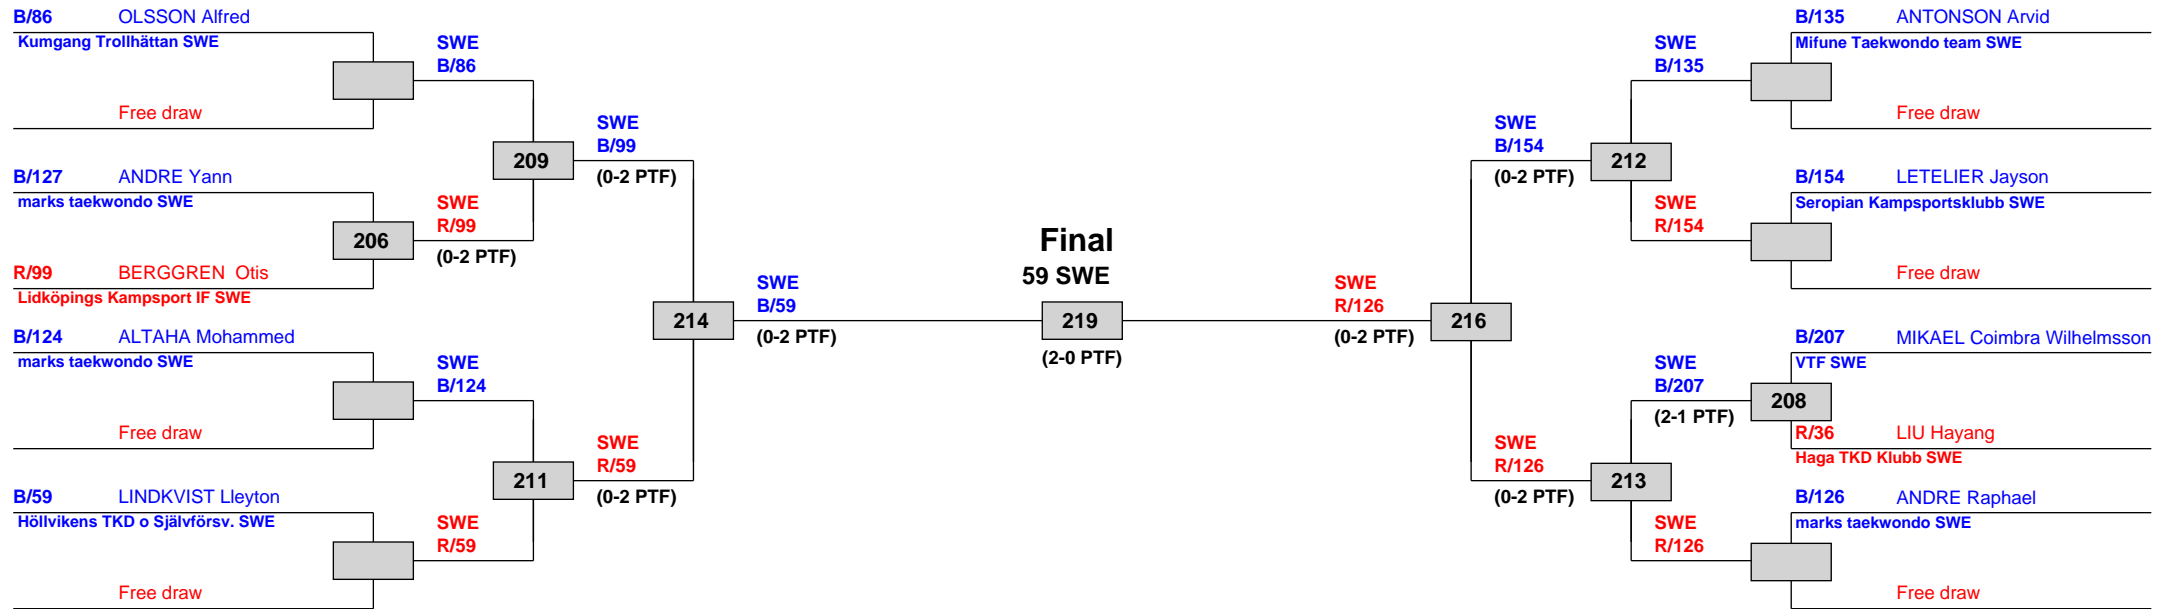 B/86 OLSSON Alfred
Kumgang Trollhättan SWE
Free draw
B/127 ANDRE Yann
marks taekwondo SWE
R/99 BERGGREN  Otis
Lidköpings Kampsport IF SWE
B/124 ALTAHA Mohammed
marks taekwondo SWE
Free draw
B/59 LINDKVIST Lleyton
Höllvikens TKD o Självförsv. SWE
Free draw
206
SWE
B/86
SWE
R/99
(0-2 PTF)
SWE
B/124
SWE
R/59
209
211
SWE
B/99
(0-2 PTF)
SWE
R/59
(0-2 PTF)
214
SWE
B/59
(0-2 PTF)
Final
59 SWE
219
(2-0 PTF)
SWE
R/126
(0-2 PTF)
216
SWE
B/154
(0-2 PTF)
SWE
R/126
(0-2 PTF)
212
213
SWE
B/135
SWE
R/154
SWE
B/207
(2-1 PTF)
SWE
R/126
208
B/135 ANTONSON Arvid
Mifune Taekwondo team SWE
Free draw
B/154 LETELIER Jayson
Seropian Kampsportsklubb SWE
Free draw
B/207 MIKAEL Coimbra Wilhelmsson
VTF SWE
R/36 LIU Hayang
Haga TKD Klubb SWE
B/126 ANDRE Raphael
marks taekwondo SWE
Free draw